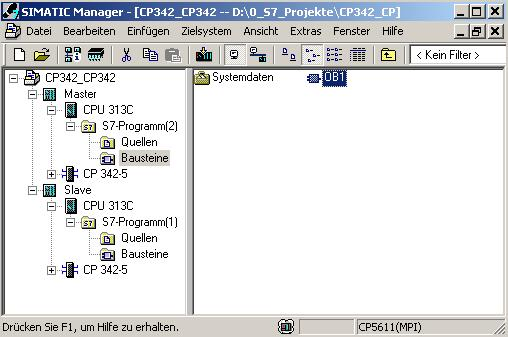 SIMATIC Manager - [CP342_CP342 -- D:\0_S7_Projekte\CP342_CP]
Datei Bearbeiten Einfügen Zielsystem Ansicht Extras Fenster Hilfe
< Kein Filter >
CP342_CP342
Master
CPU 313C
S7-Programm(2)
Quellen
Bausteine
CP 342-5
Slave
CPU 313C
S7-Programm(1)
Quellen
Bausteine
CP 342-5
Systemdaten OB1
Drücken Sie F1, um Hilfe zu erhalten. CP5611(MPI)